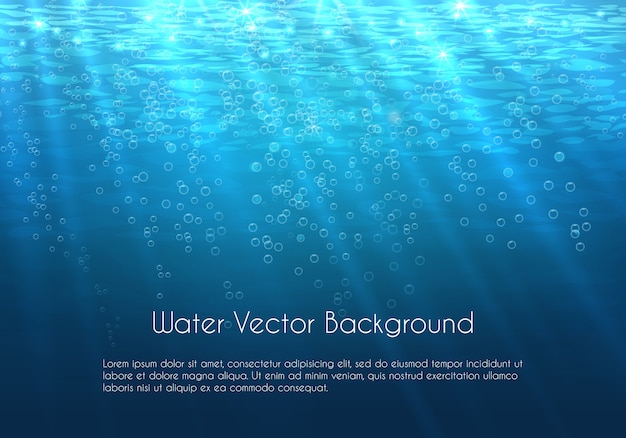 Water Vector Background
Lorem ipsum dolor sit amet, consectetur adipisicing elit, sed do eiusmod tempor
incididunt ut labore et dolore magna aliqua. Ut enim ad minim veniam, quis nostrud
exercitation ullamco laboris nisi ut aliquip ex ea commodo consequat.